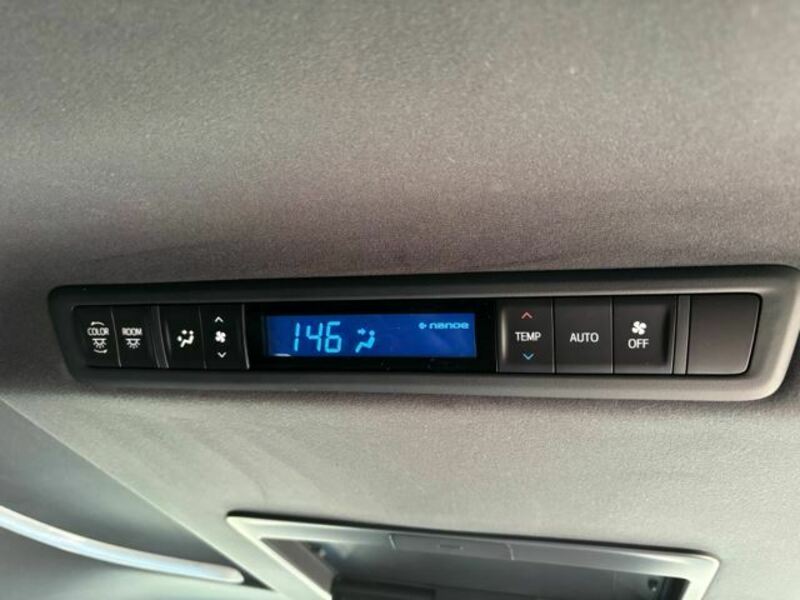 COLOR
ROOM
146
nanoe
TEMP
AUTO
OFF